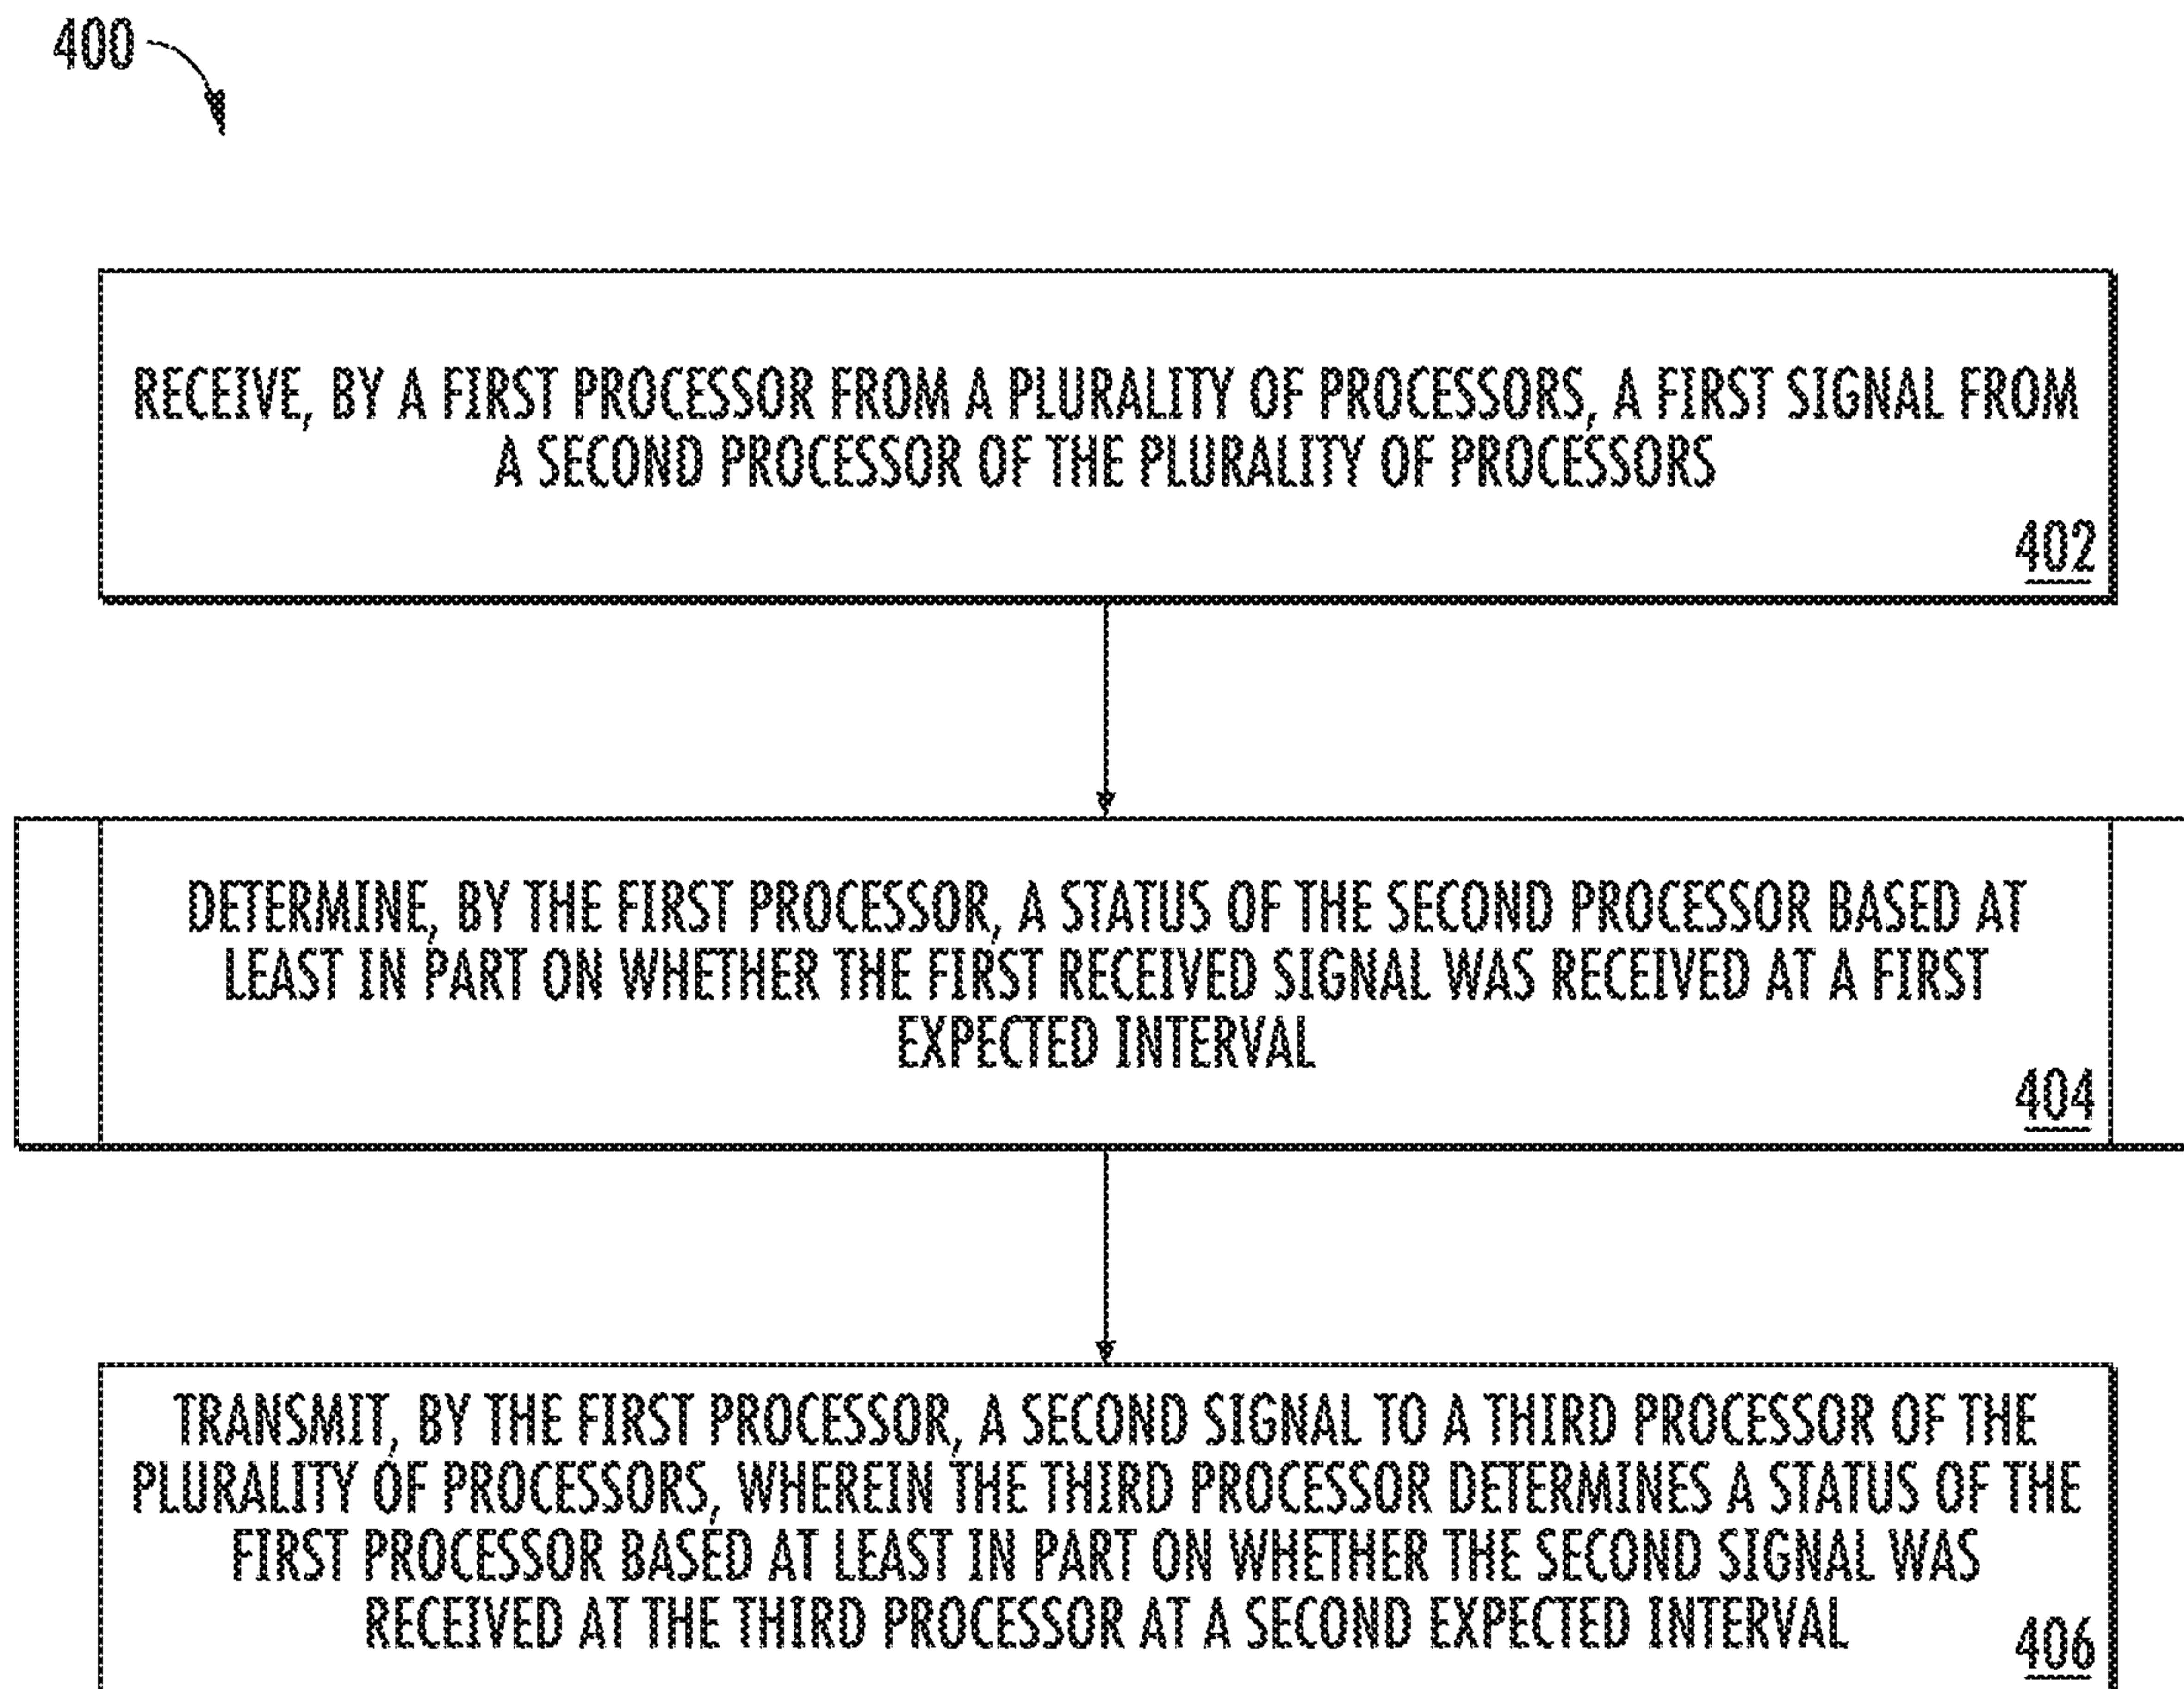 400
RECEIVE, BY A FIRST PROCESSOR FROM A PLURALITY OF PROCESSORS, A FIRST SIGNAL FROM
A SECOND PROCESSOR OF THE PLURALITY OF PROCESSORS
402
DETERMINE, BY THE FIRST PROCESSOR, A STATUS OF THE SECOND PROCESSOR BASED AT
LEAST IN PART ON WHETHER THE FIRST RECEIVED SIGNAL WAS RECEIVED AT A FIRST
EXPECTED INTERVAL
404
TRANSMIT, BY THE FIRST PROCESSOR, A SECOND SIGNAL TO A THIRD PROCESSOR OF THE
PLURALITY OF PROCESSORS, WHEREIN THE THIRD PROCESSOR DETERMINES A STATUS OF THE
FIRST PROCESSOR BASED AT LEAST IN PART ON WHETHER THE SECOND SIGNAL WAS
RECEIVED AT THE THIRD PROCESSOR AT A SECOND EXPECTED INTERVAL
406